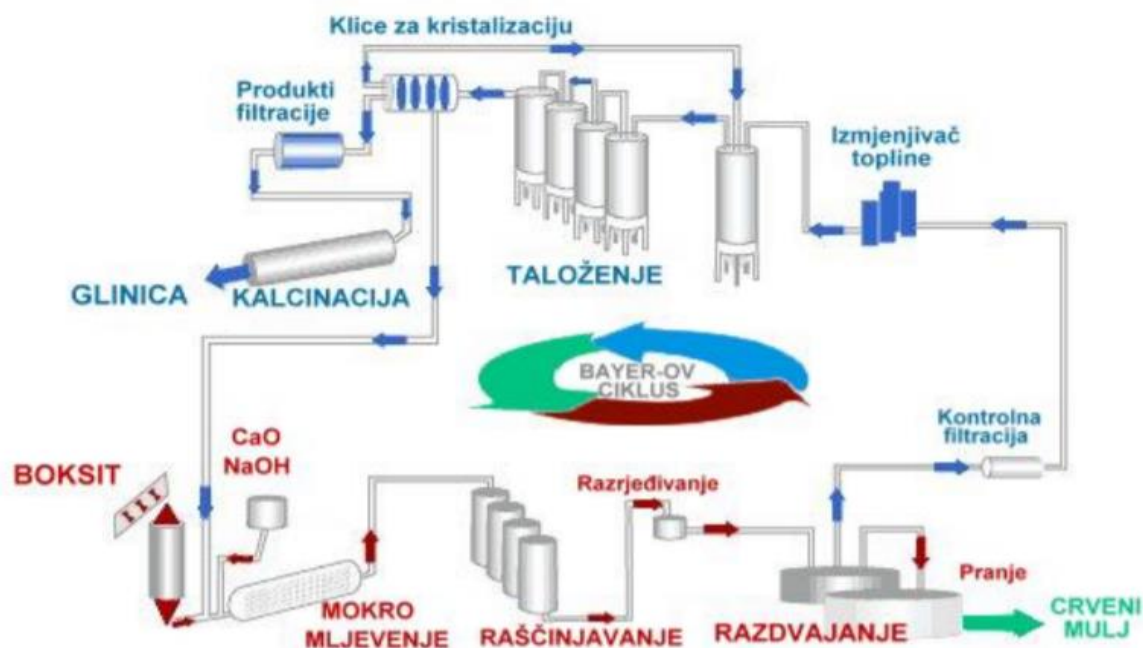 Klice za kristalizaciju
Produkti
filtracije
Izmjenjivač
topline
TALOŽENJE
GLINICA
KALCINACIJA
BAYER-OV
CIKLUS
Kontrolna
filtracija
CaO
NaOH
BOKSIT
Razrjeđivanje
Pranje
MOKRO
MLJEVENJE
RAŠČINJAVANJE
RAZDVAJANJE
CRVENI
MULJ